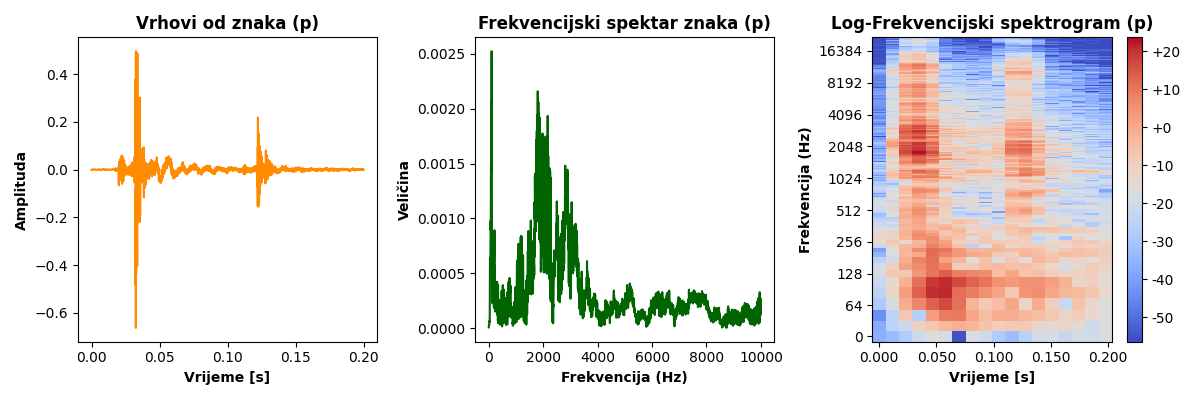 Vrhovi od znaka (p)
Amplituda
0.4
0.2
0.0
−0.2
−0.4
−0.6
0.00 0.05 0.10 0.15 0.20
Vrijeme [s]
Frekvencijski spektar znaka (p)
Veličina
0.0025
0.0020
0.0015
0.0010
0.0005
0.0000
0 2000 4000 6000 8000 10000
Frekvencija (Hz)
Log-Frekvencijski spektrogram (p)
Frekvencija (Hz)
16384
8192
4096
2048
1024
512
256
128
64
0
0.000 0.050 0.100 0.150 0.200
Vrijeme [s]
+20
+10
+0
-10
-20
-30
-40
-50